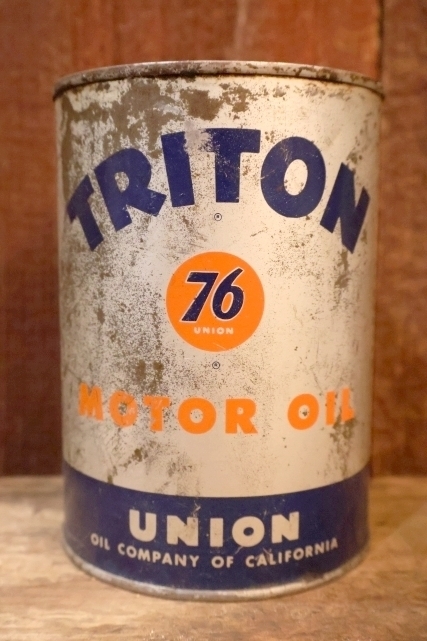 TRITON
®
76
UNION
®
MOTOR OIL
UNION
OIL COMPANY OF CALIFORNIA